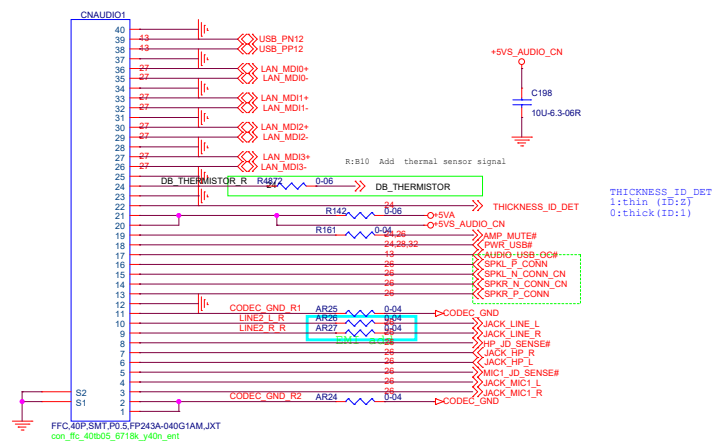 CNAUDIO1
40
39 43 USB_PN12
38 43 USB_PP12
37
36 27 LAN_MDI0+
35 27 LAN_MDI0-
34
33 27 LAN_MDI1+
32 27 LAN_MDI1-
31
30 27 LAN_MDI2+
29 27 LAN_MDI2-
28
27 27 LAN_MDI3+
26 27 LAN_MDI3-
25
24 DB_THERMISTOR_R 24 R4872 0-06 DB_THERMISTOR
23
22 24 THICKNESS_ID_DET
21 R142 0-06 +5VA
20 +5VS_AUDIO_CN
19 R161 0-04 24,26 AMP_MUTE#
18 24,28,32 PWR_USB#
17 13 AUDIO_USB_OC#
16 26 SPKL_P_CONN
15 26 SPKL_N_CONN_CN
14 26 SPKR_N_CONN_CN
13 26 SPKR_P_CONN
12
11 CODEC_GND_R1 AR25 0-04 CODEC_GND
10 LINE2_L_R AR26 0-04 JACK_LINE_L
9 LINE2_R_R AR27 0-04 26 JACK_LINE_R
8 26 HP_JD_SENSE#
7 26 JACK_HP_R
6 26 JACK_HP_L
5 26 MIC1_JD_SENSE#
4 26 JACK_MIC1_L
3 26 JACK_MIC1_R
2 CODEC_GND_R2 AR24 0-04 CODEC_GND
1
S2
S1
FFC,40P,SMT,P0.5,FP243A-040G1AM,JXT
con_ffc_40tb05_6718k_y40n_ent
+5VS_AUDIO_CN
C198
10U-6.3-06R
R:B10 Add thermal sensor signal
THICKNESS_ID_DET
1:thin (ID:Z)
0:thick(ID:1)